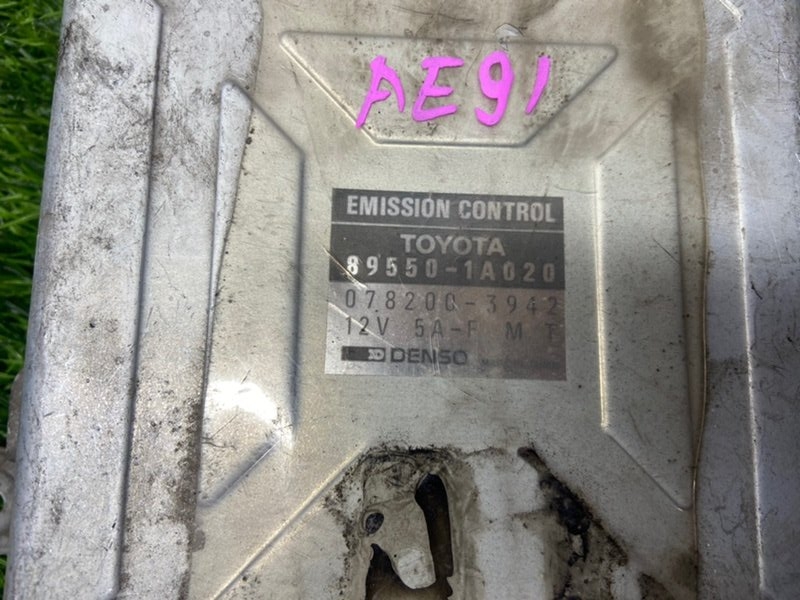 AE91
EMISSION CONTROL
TOYOTA
89550-1A020
078200-3942
12V 5A-F M T
DENSO